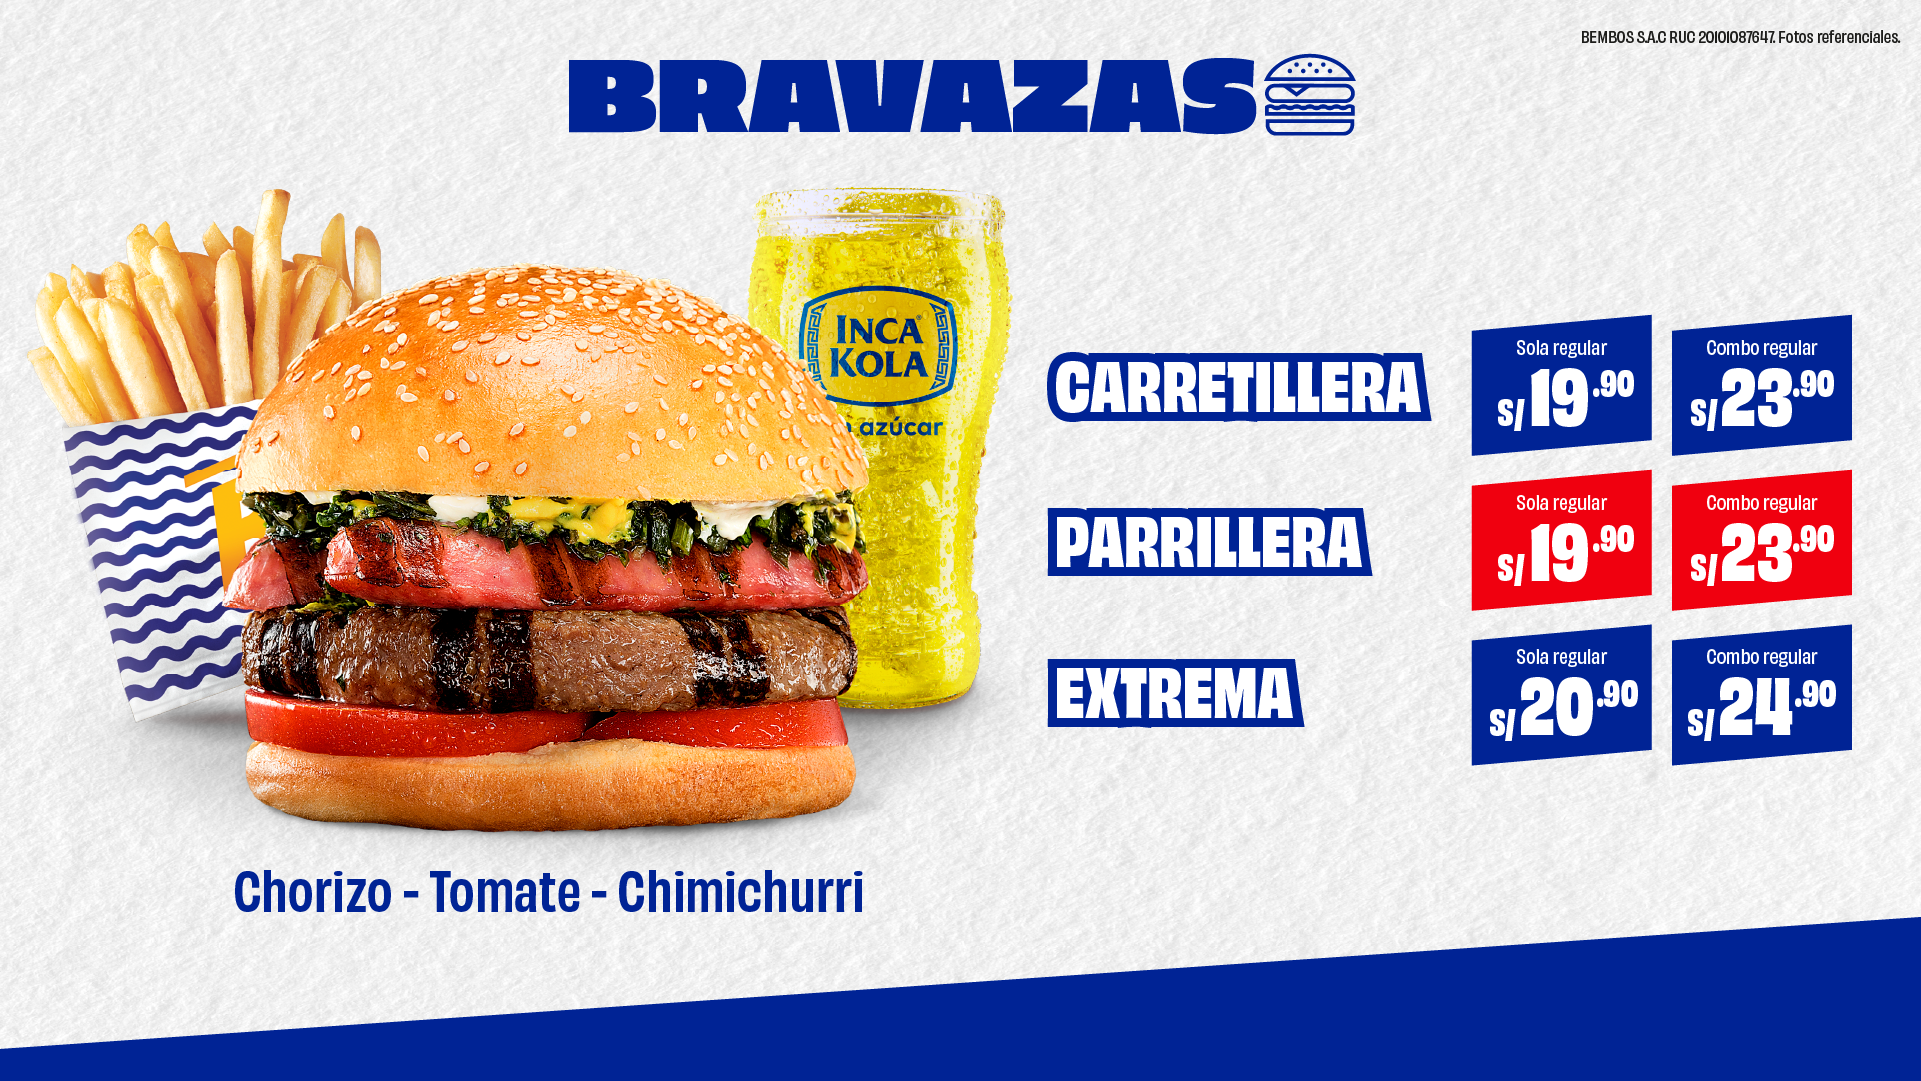 BEMBOS S.A.C RUC 20101087647. Fotos referenciales.
BRAVAZAS
INCA
KOLA
azúcar
CARRETILLERA
Sola regular
S/19.90
Combo regular
S/23.90
PARRILLERA
Sola regular
S/19.90
Combo regular
S/23.90
EXTREMA
Sola regular
S/20.90
Combo regular
S/24.90
Chorizo - Tomate - Chimichurri